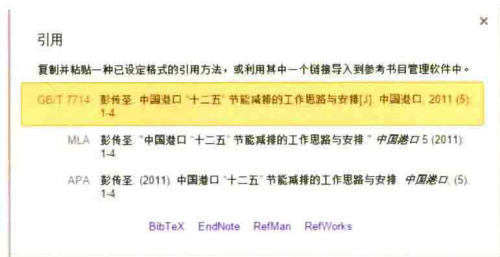 ×
引用
复制并粘贴一种已设定格式的引用方法，或利用其中一个链接导入到参考书目管理软件中。
GB/T 7714 彭传圣. 中国港口 "十二五" 节能减排的工作思路与安排[J]. 中国港口, 2011 (5):
1-4.
MLA 彭传圣. "中国港口 "十二五" 节能减排的工作思路与安排." 中国港口 5 (2011):
1-4.
APA 彭传圣. (2011). 中国港口 "十二五" 节能减排的工作思路与安排. 中国港口, (5),
1-4.
BibTeX EndNote RefMan RefWorks